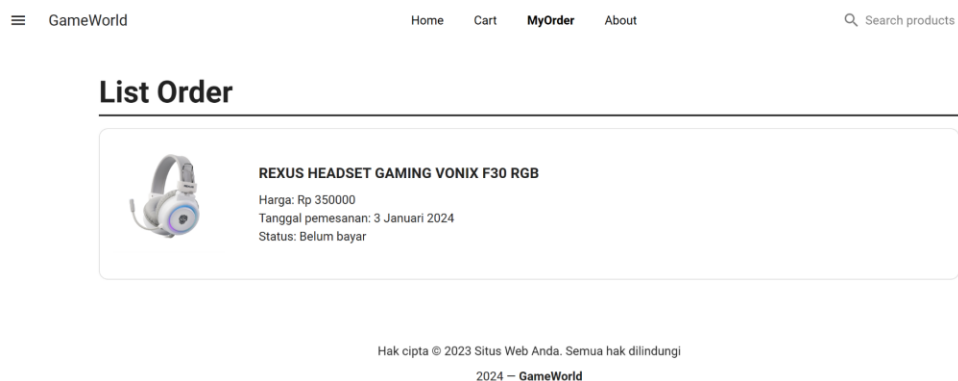 GameWorld
Home Cart MyOrder About
Search products
List Order
REXUS HEADSET GAMING VONIX F30 RGB
Harga: Rp 350000
Tanggal pemesanan: 3 Januari 2024
Status: Belum bayar
Hak cipta © 2023 Situs Web Anda. Semua hak dilindungi
2024 — GameWorld